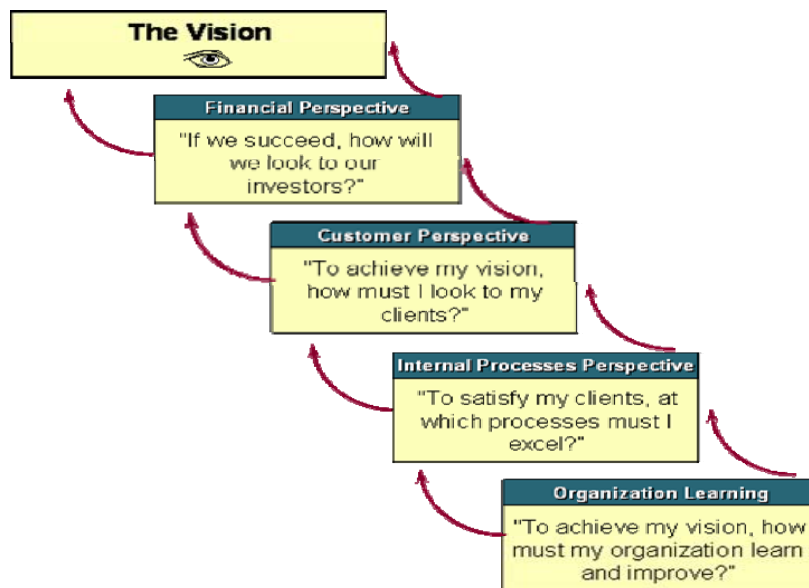 The Vision
Financial Perspective
"If we succeed, how will
we look to our
investors?"
Customer Perspective
"To achieve my vision,
how must I look to my
clients?"
Internal Processes Perspective
"To satisfy my clients, at
which processes must I
excel?"
Organization Learning
"To achieve my vision, how
must my organization learn
and improve?"